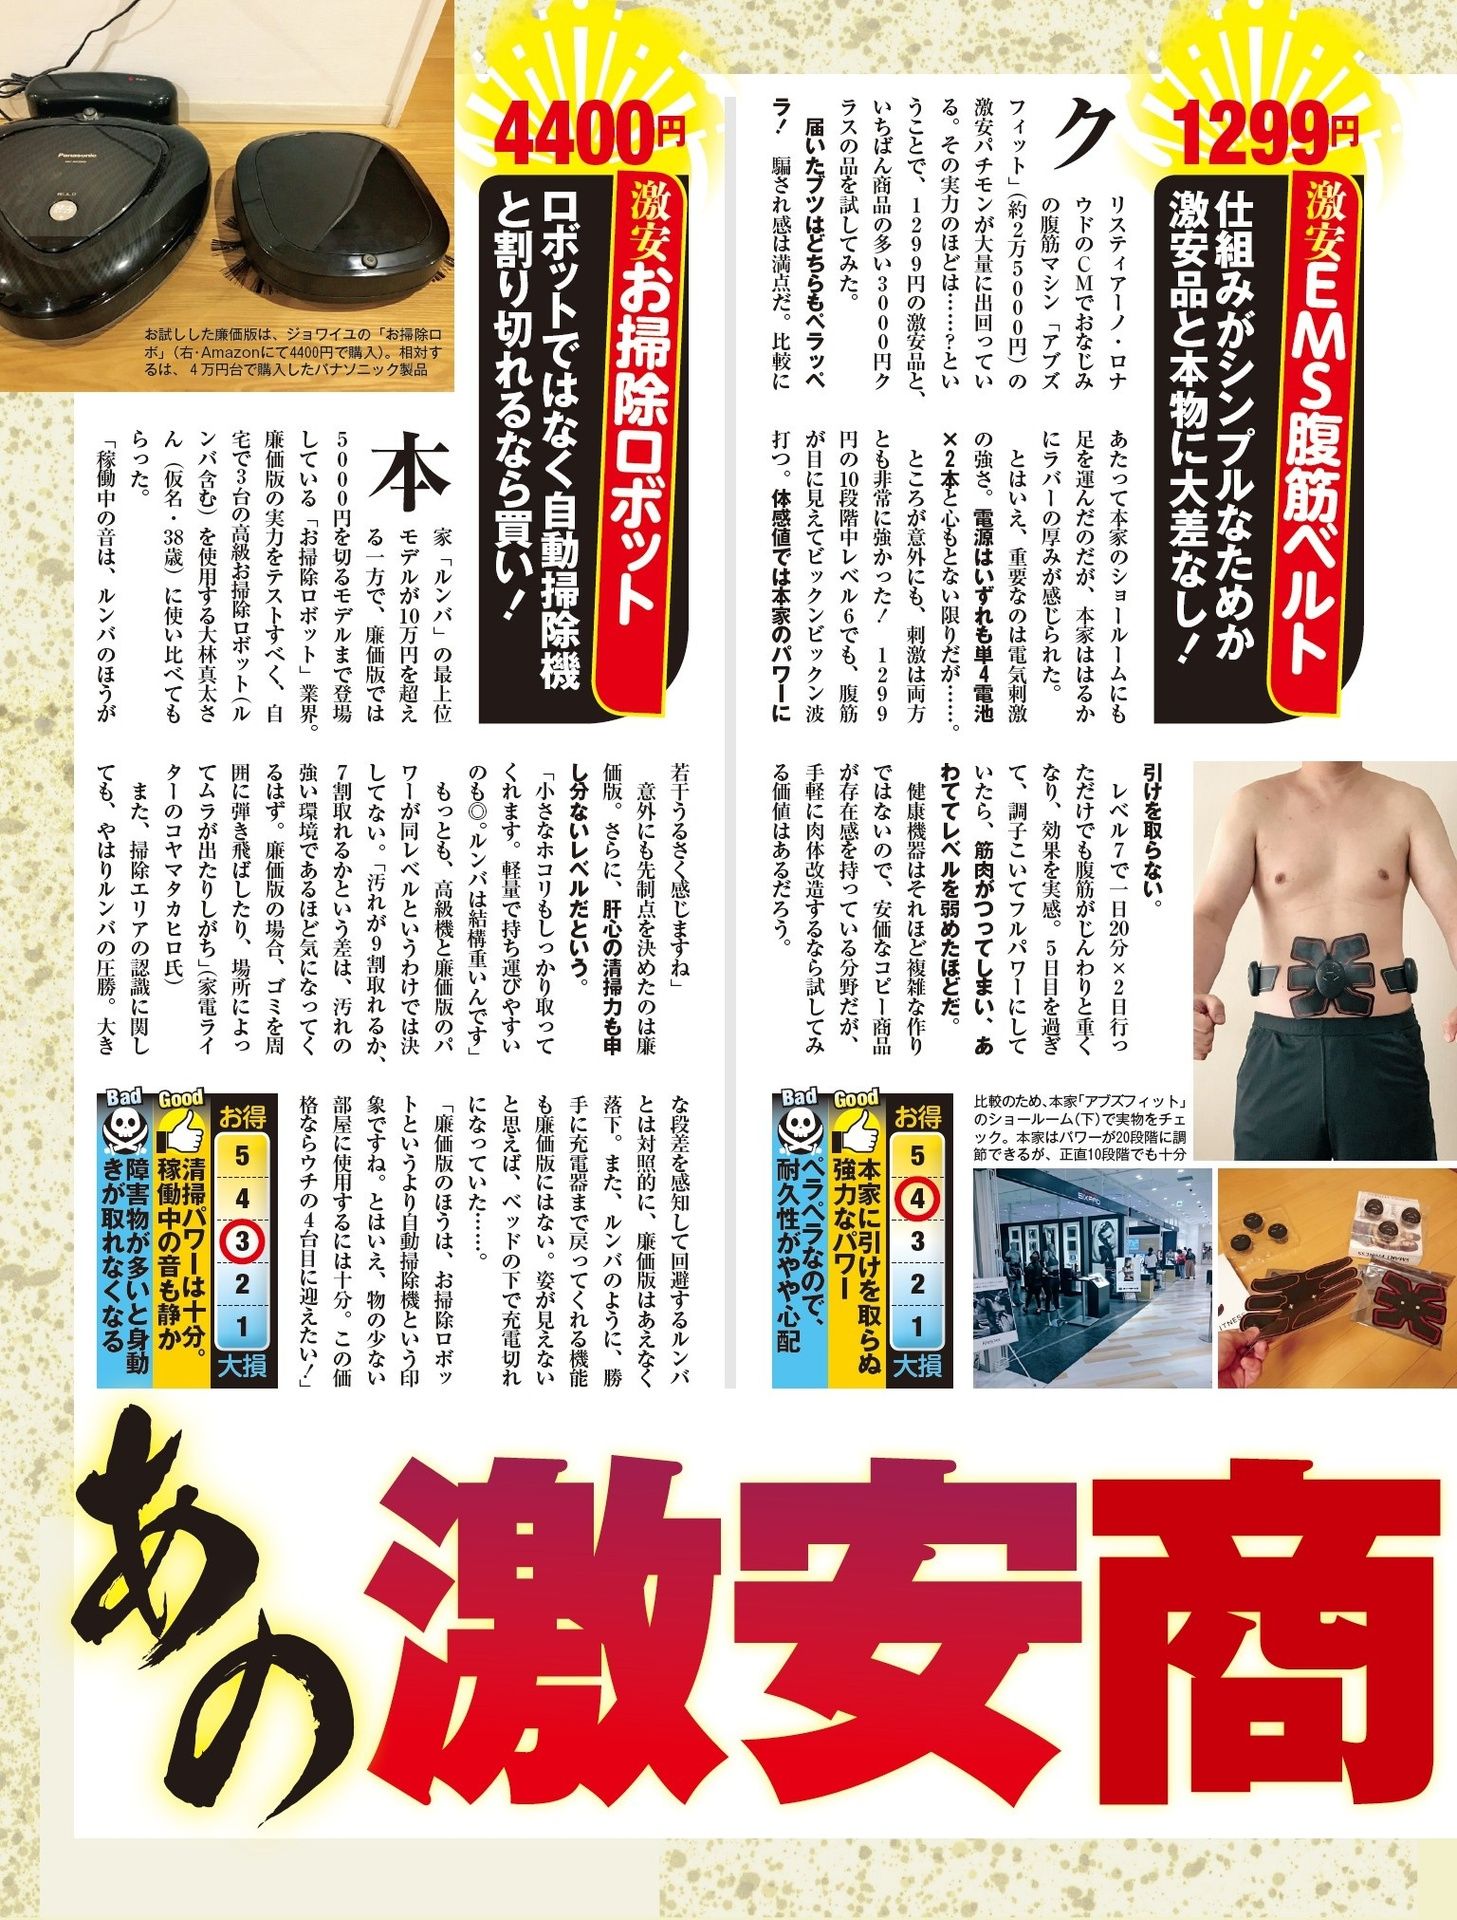 1299円
激安EMS腹筋ベルト
仕組みがシンプルなためか
激安品と本物に大差なし！
ク
リスティアーノ・ロナ
ウドのCMでおなじみ
の腹筋マシン「アブズ
フィット」（約2万5000円）の
激安パチモンが大量に出回ってい
る。その実力のほどは……？とい
うことで、1299円の激安品と、
いちばん商品の多い3000円ク
ラスの品を試してみた。
届いたブツはどちらもペラッペ
ラ！　騙され感は満点だ。比較に
あたって本家のショールームにも
足を運んだのだが、本家ははるか
にラバーの厚みが感じられた。
とはいえ、重要なのは電気刺激
の強さ。電源はいずれも単4電池
×2本と心もとない限りだが……。
ところが意外にも、刺激は両方
とも非常に強かった！　1299
円の10段階中レベル6でも、腹筋
が目に見えてビックンビックン波
打つ。体感値では本家のパワーに
引けを取らない。
レベル7で一日20分×2日行っ
ただけでも腹筋がじんわりと重く
なり、効果を実感。5日目を過ぎ
て、調子こいてフルパワーにして
いたら、筋肉がつってしまい、あ
わててレベルを弱めたほどだ。
健康機器はそれほど複雑な作り
ではないので、安価なコピー商品
が存在感を持っている分野だが、
手軽に肉体改造するなら試してみ
る価値はあるだろう。
比較のため、本家「アブズフィット」
のショールーム（下）で実物をチェ
ック。本家はパワーが20段階に調
節できるが、正直10段階でも十分
SIXPAD
お得
5
4
3
2
1
大損
Good
本家に引けを取らぬ
強力なパワー
Bad
ペラペラなので、
耐久性がやや心配
4400円
激安お掃除ロボット
ロボットではなく自動掃除機
と割り切れるなら買い！
Panasonic
お試しした廉価版は、ジョワイユの「お掃除ロ
ボ」（右・Amazonにて4400円で購入）。相対す
るは、4万円台で購入したパナソニック製品
本
家「ルンバ」の最上位
モデルが10万円を超え
る一方で、廉価版では
5000円を切るモデルまで登場
している「お掃除ロボット」業界。
廉価版の実力をテストすべく、自
宅で3台の高級お掃除ロボット（ル
ンバ含む）を使用する大林真太さ
ん（仮名・38歳）に使い比べても
らった。
「稼働中の音は、ルンバのほうが
若干うるさく感じますね」
意外にも先制点を決めたのは廉
価版。さらに、肝心の清掃力も申
し分ないレベルだという。
「小さなホコリもしっかり取って
くれます。軽量で持ち運びやすい
のも◎。ルンバは結構重いんです」
もっとも、高級機と廉価版のパ
ワーが同レベルというわけでは決
してない。「汚れが9割取れるか、
7割取れるかという差は、汚れの
強い環境であるほど気になってく
るはず。廉価版の場合、ゴミを周
囲に弾き飛ばしたり、場所によっ
てムラが出たりしがち」（家電ライ
ターのコヤマタカヒロ氏）
また、掃除エリアの認識に関し
ても、やはりルンバの圧勝。大き
な段差を感知して回避するルンバ
とは対照的に、廉価版はあえなく
落下。また、ルンバのように、勝
手に充電器まで戻ってくれる機能
も廉価版にはない。姿が見えない
と思えば、ベッドの下で充電切れ
になっていた……。
「廉価版のほうは、お掃除ロボッ
トというより自動掃除機という印
象ですね。とはいえ、物の少ない
部屋に使用するには十分。この価
格ならウチの4台目に迎えたい！」
お得
5
4
3
2
1
大損
Good
清掃パワーは十分。
稼働中の音も静か
Bad
障害物が多いと身動
きが取れなくなる
あの激安商